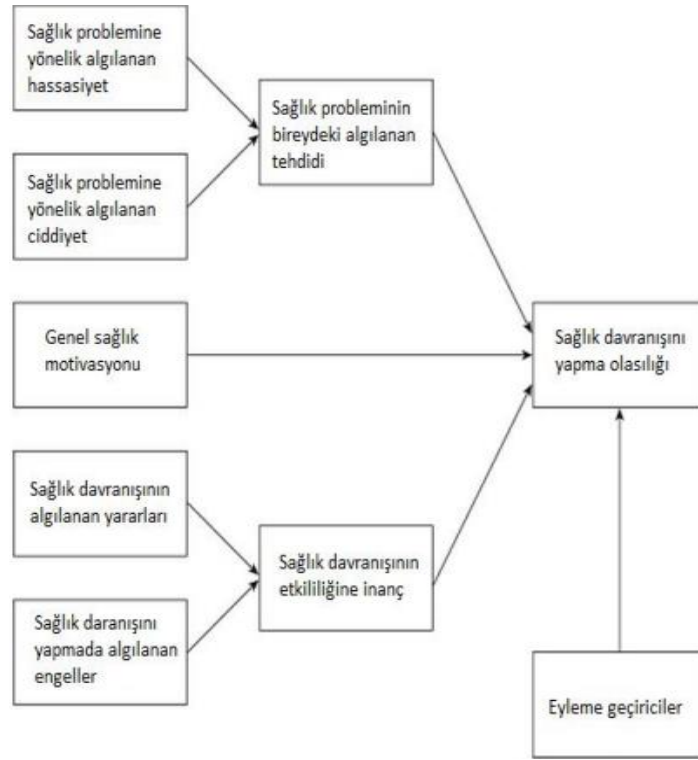 Sağlık problemine
yönelik algılanan
hassasiyet
Sağlık probleminin
bireydeki algılanan
tehdidi
Sağlık problemine
yönelik algılanan
ciddiyet
Genel sağlık
motivasyonu
Sağlık davranışını
yapma olasılığı
Sağlık davranışının
algılanan yararları
Sağlık davranışının
etkililiğine inanç
Sağlık daranışını
yapmada algılanan
engeller
Eyleme geçiriciler